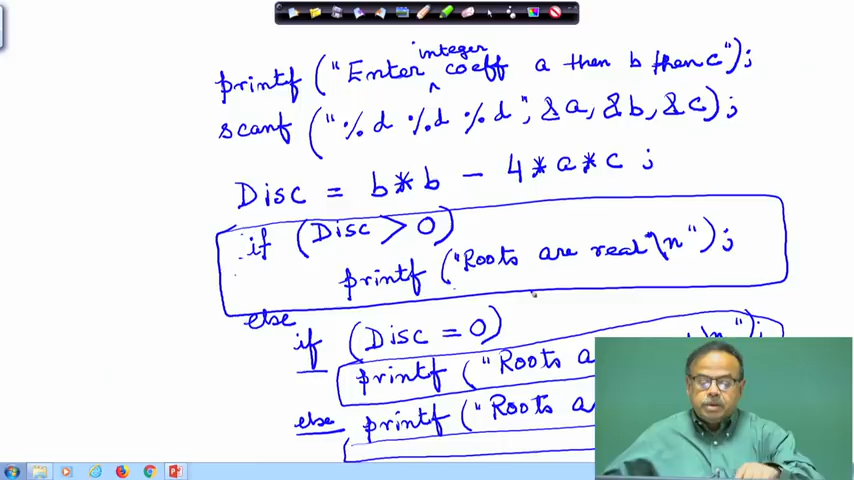 integer
printf ("Enter ^ coeff a then b then c");
scanf ("%d %d %d", &a, &b, &c);
Disc = b*b - 4*a*c ;
if (Disc > 0)
printf ("Roots are real\n");
else
if (Disc = 0)
printf ("Roots a \n");
else printf ("Roots a